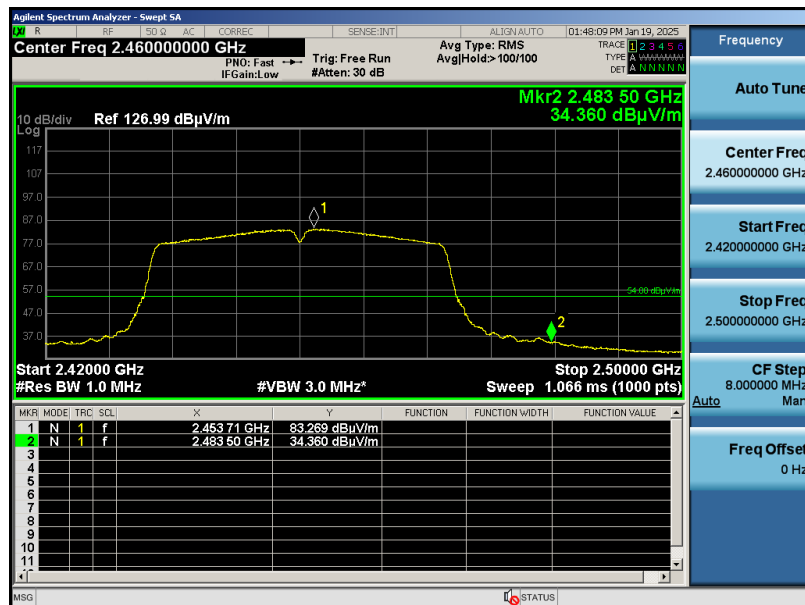 Agilent Spectrum Analyzer - Swept SA
LXI R RF 50 Ω AC CORREC SENSE:INT ALIGN AUTO 01:48:09 PM Jan 19, 2025
Center Freq 2.460000000 GHz
PNO: Fast
IFGain:Low
Trig: Free Run
#Atten: 30 dB
Avg Type: RMS
Avg|Hold:>100/100
TRACE 1 2 3 4 5 6
TYPE A WWWWW
DET A N N N N N
Mkr2 2.483 50 GHz
34.360 dBµV/m
10 dB/div Ref 126.99 dBµV/m
Log
117
107
97.0
87.0
77.0
67.0
57.0
47.0
37.0
1
54.00 dBµV/m
2
Start 2.42000 GHz Stop 2.50000 GHz
#Res BW 1.0 MHz #VBW 3.0 MHz* Sweep 1.066 ms (1000 pts)
MKR MODE TRC SCL X Y FUNCTION FUNCTION WIDTH FUNCTION VALUE
1 N 1 f 2.453 71 GHz 83.269 dBµV/m
2 N 1 f 2.483 50 GHz 34.360 dBµV/m
3
4
5
6
7
8
9
10
11
MSG STATUS
Frequency
Auto Tune
Center Freq
2.460000000 GHz
Start Freq
2.420000000 GHz
Stop Freq
2.500000000 GHz
CF Step
8.000000 MHz
Auto Man
Freq Offset
0 Hz